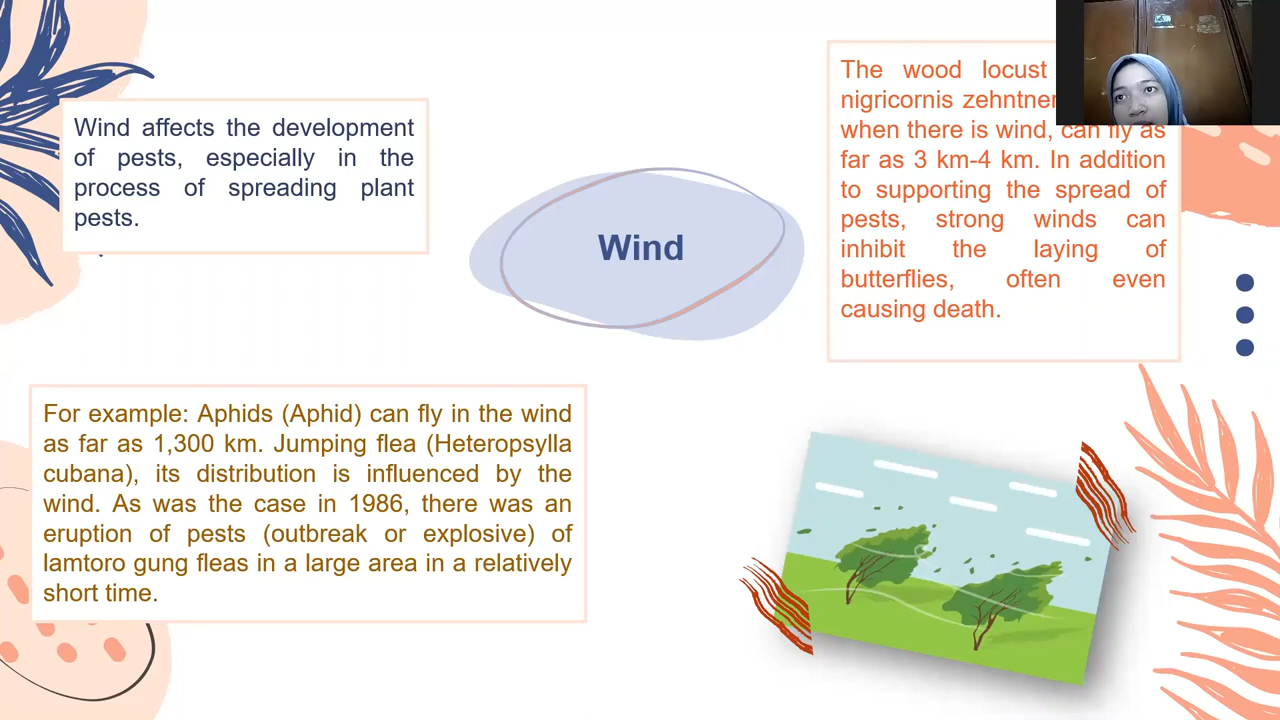 Wind affects the development
of pests, especially in the
process of spreading plant
pests.
Wind
The wood locust
nigricornis zehntner
when there is wind, can fly as
far as 3 km-4 km. In addition
to supporting the spread of
pests, strong winds can
inhibit the laying of
butterflies, often even
causing death.
For example: Aphids (Aphid) can fly in the wind
as far as 1,300 km. Jumping flea (Heteropsylla
cubana), its distribution is influenced by the
wind. As was the case in 1986, there was an
eruption of pests (outbreak or explosive) of
lamtoro gung fleas in a large area in a relatively
short time.